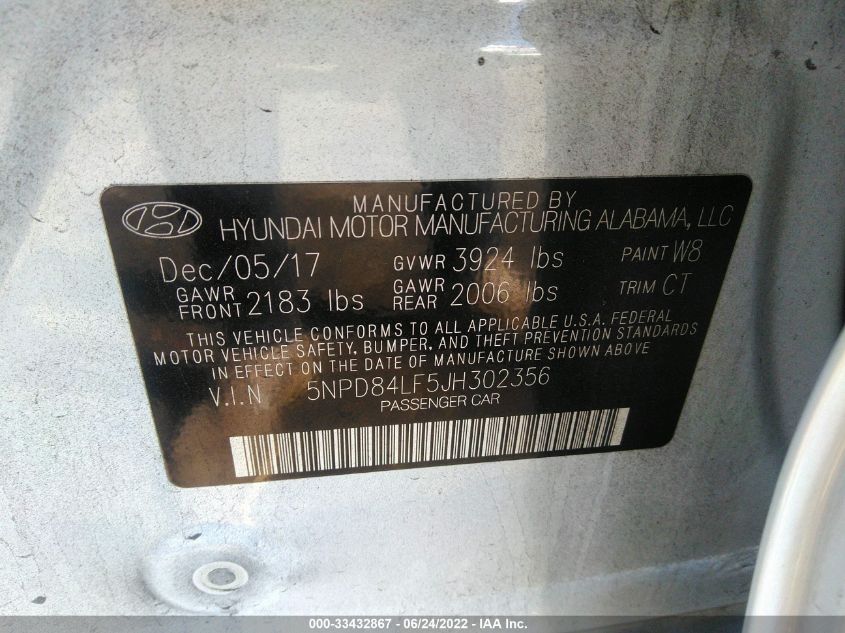 MANUFACTURED BY
HYUNDAI MOTOR MANUFACTURING ALABAMA, LLC
Dec/05/17 GVWR 3924 lbs PAINT W8
GAWR FRONT 2183 lbs GAWR REAR 2006 lbs TRIM CT
THIS VEHICLE CONFORMS TO ALL APPLICABLE U.S.A. FEDERAL
MOTOR VEHICLE SAFETY, BUMPER, AND THEFT PREVENTION STANDARDS
IN EFFECT ON THE DATE OF MANUFACTURE SHOWN ABOVE
V.I.N 5NPD84LF5JH302356
PASSENGER CAR
000-33432867 - 06/24/2022 - IAA Inc.